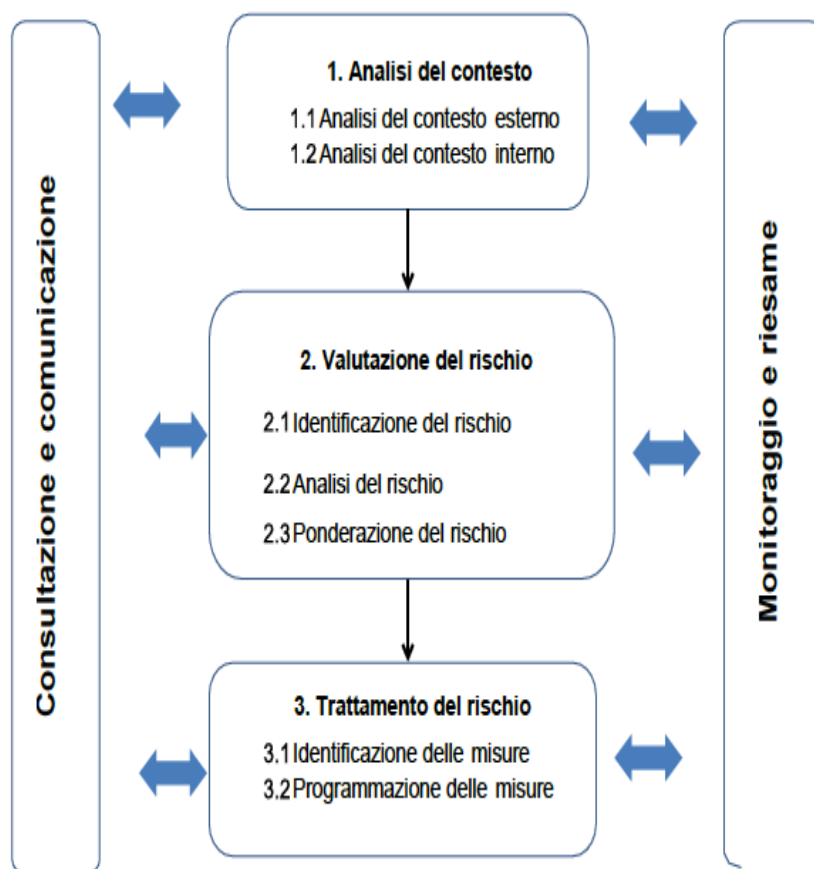 Consultazione e comunicazione
1. Analisi del contesto
1.1 Analisi del contesto esterno
1.2 Analisi del contesto interno
2. Valutazione del rischio
2.1 Identificazione del rischio
2.2 Analisi del rischio
2.3 Ponderazione del rischio
3. Trattamento del rischio
3.1 Identificazione delle misure
3.2 Programmazione delle misure
Monitoraggio e riesame